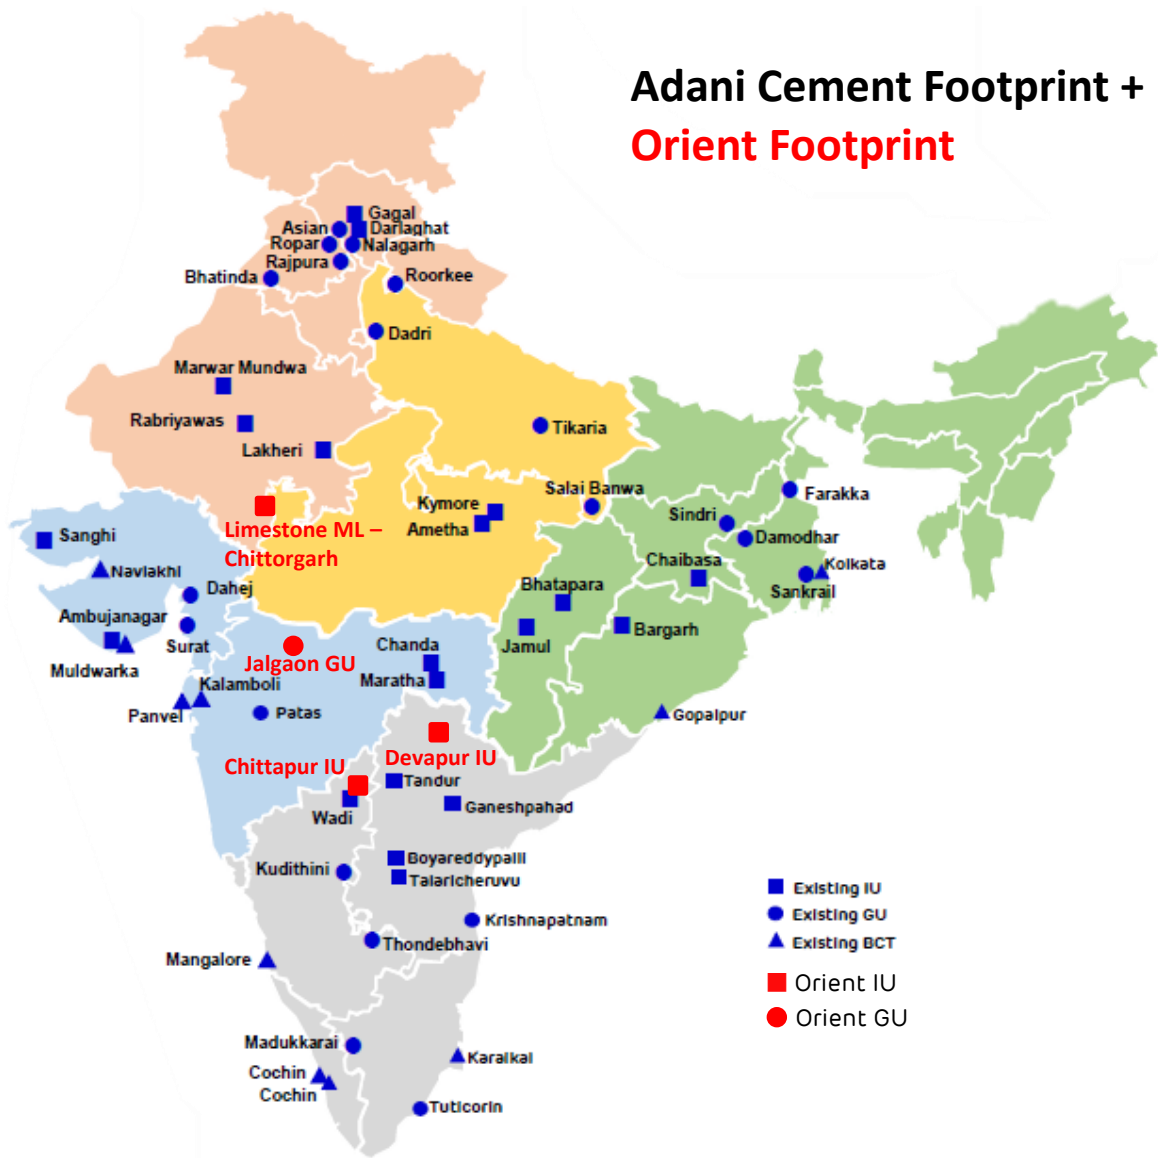 Adani Cement Footprint +
Orient Footprint
Gagal
Asian
Darlaghat
Ropar
Nalagarh
Rajpura
Bhatinda
Roorkee
Dadri
Marwar Mundwa
Rabriyawas
Tikaria
Lakheri
Salai Banwa
Farakka
Kymore
Sindri
Limestone ML –
Chittorgarh
Ametha
Damodhar
Sanghi
Chaibasa
Kolkata
Navlakhi
Dahej
Bhatapara
Sankrail
Ambujanagar
Surat
Chanda
Jamul
Bargarh
Muldwarka
Jalgaon GU
Maratha
Kalamboli
Panvel
Patas
Gopalpur
Chittapur IU
Devapur IU
Tandur
Ganeshpahad
Wadi
Boyareddypalli
Kudithini
Talaricheruvu
Existing IU
Existing GU
Krishnapatnam
Existing BCT
Thondebhavi
Mangalore
Orient IU
Orient GU
Madukkarai
Karaikal
Cochin
Cochin
Tuticorin